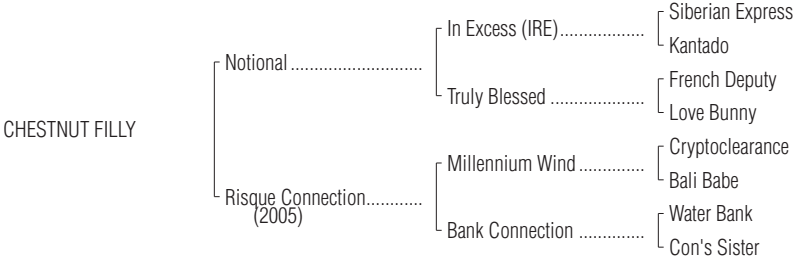 Siberian Express
In Excess (IRE)..................
Kantado
Notional ............................
French Deputy
Truly Blessed ....................
Love Bunny
CHESTNUT FILLY
Cryptoclearance
Millennium Wind ..............
Bali Babe
Risque Connection............
(2005)
Water Bank
Bank Connection ..............
Con's Sister